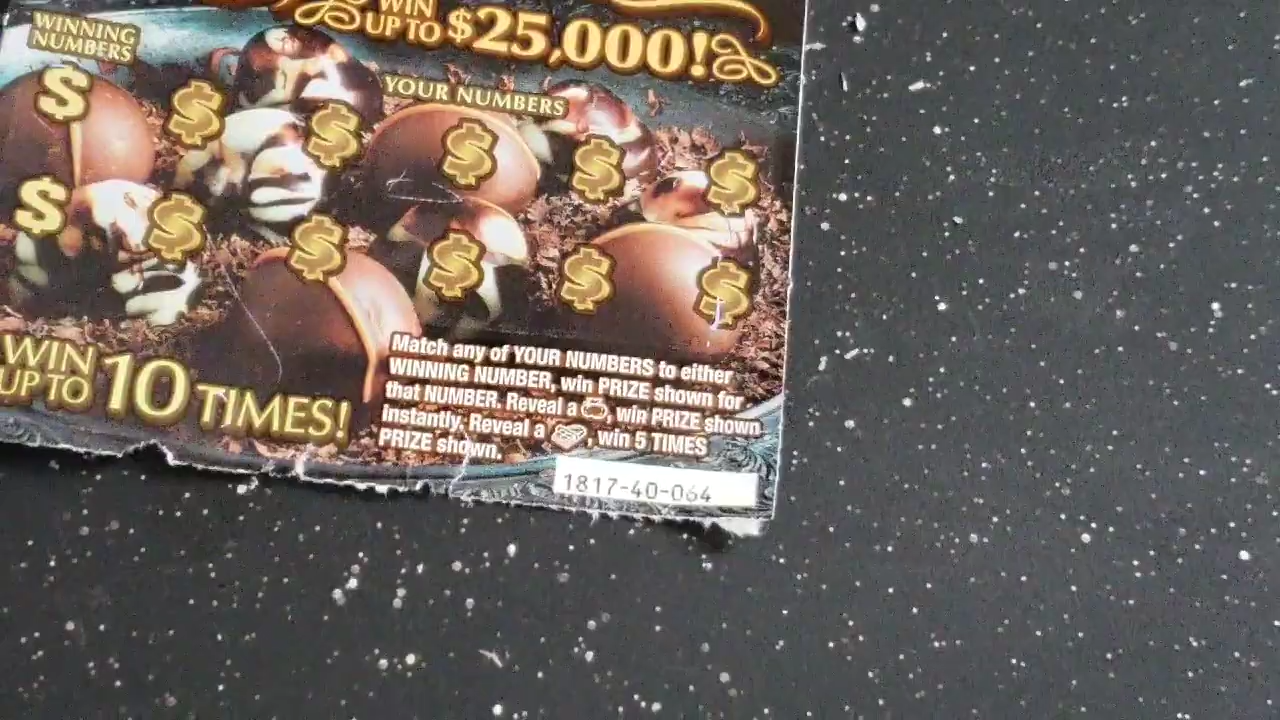 WIN
UP TO $25,000!
WINNING
NUMBERS
YOUR NUMBERS
$ $ $ $ $ $
$ $ $ $ $ $
WIN
UP TO 10 TIMES!
Match any of YOUR NUMBERS to either
WINNING NUMBER, win PRIZE shown for
that NUMBER. Reveal a , win PRIZE shown
instantly. Reveal a , win 5 TIMES
PRIZE shown.
1817-40-064